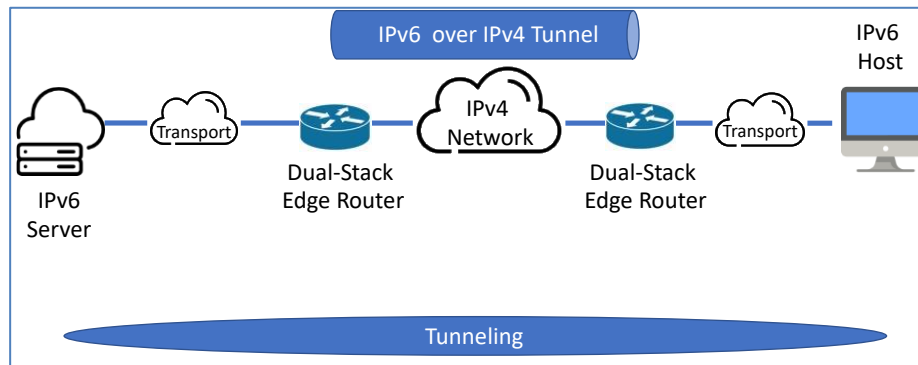 IPv6 over IPv4 Tunnel
IPv6
Host
Transport
IPv4
Network
Transport
Dual-Stack
Edge Router
Dual-Stack
Edge Router
IPv6
Server
Tunneling